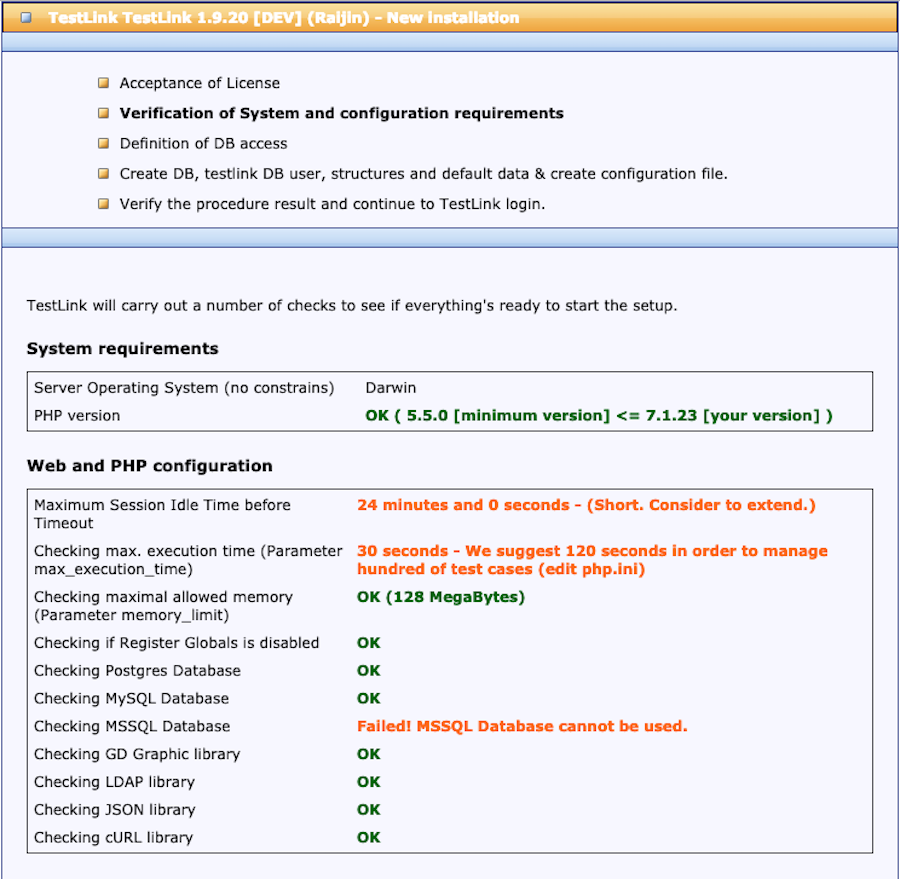 TestLink TestLink 1.9.20 [DEV] (Raijin) - New installation
Acceptance of License
Verification of System and configuration requirements
Definition of DB access
Create DB, testlink DB user, structures and default data & create configuration file.
Verify the procedure result and continue to TestLink login.
TestLink will carry out a number of checks to see if everything's ready to start the setup.
System requirements
Server Operating System (no constrains) Darwin
PHP version OK ( 5.5.0 [minimum version] <= 7.1.23 [your version] )
Web and PHP configuration
Maximum Session Idle Time before 24 minutes and 0 seconds - (Short. Consider to extend.)
Timeout
Checking max. execution time (Parameter 30 seconds - We suggest 120 seconds in order to manage
max_execution_time) hundred of test cases (edit php.ini)
Checking maximal allowed memory OK (128 MegaBytes)
(Parameter memory_limit)
Checking if Register Globals is disabled OK
Checking Postgres Database OK
Checking MySQL Database OK
Checking MSSQL Database Failed! MSSQL Database cannot be used.
Checking GD Graphic library OK
Checking LDAP library OK
Checking JSON library OK
Checking cURL library OK